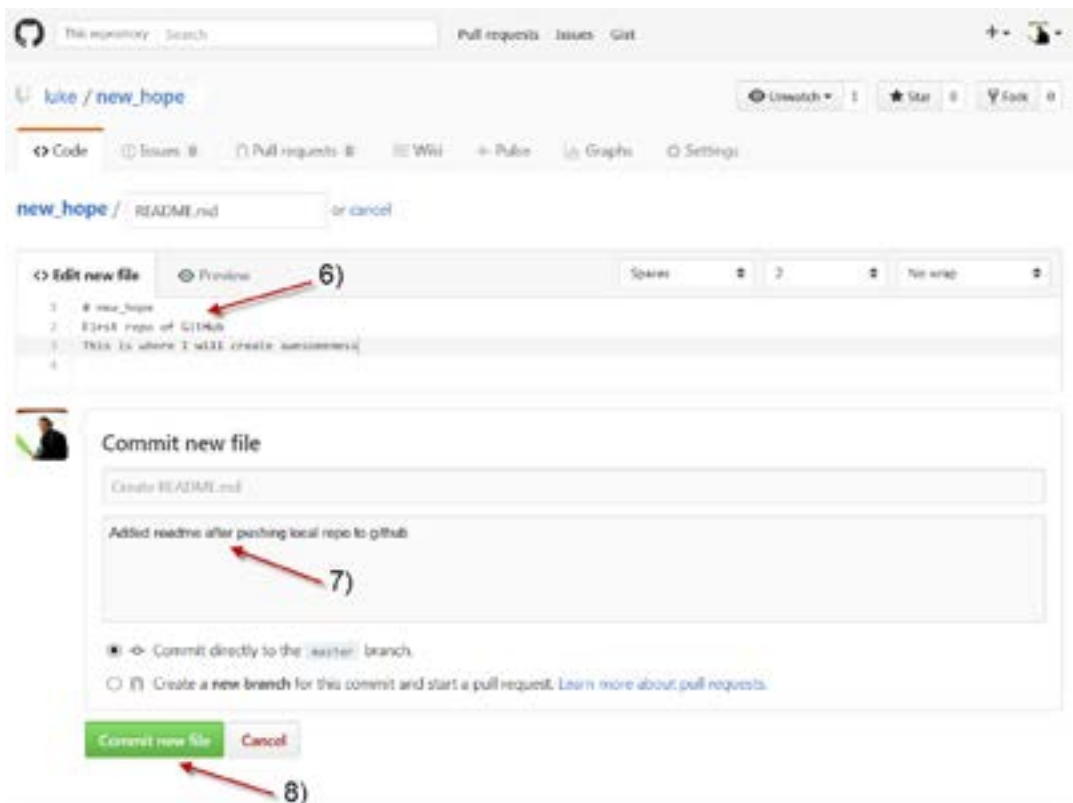 This repository Search Pull requests Issues Gist
luke / new_hope Unwatch 1 Star 0 Fork 0
Code Issues 0 Pull requests 0 Wiki Pulse Graphs Settings
new_hope / README.md or cancel
Edit new file Preview 6) Spaces 2 No wrap
1 # new_hope
2 First repo of GitHub
3 This is where I will create awesomeness
4
Commit new file
Create README.md
Added readme after pushing local repo to github
7)
Commit directly to the master branch.
Create a new branch for this commit and start a pull request. Learn more about pull requests.
Commit new file Cancel
8)